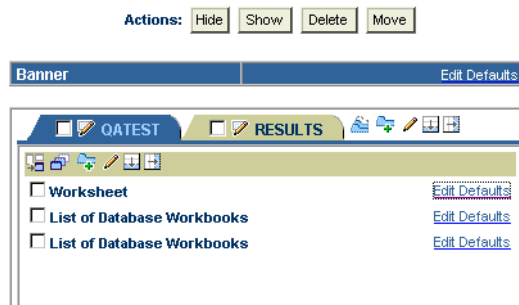 Actions: Hide Show Delete Move
Banner Edit Defaults
QATEST RESULTS
Worksheet Edit Defaults
List of Database Workbooks Edit Defaults
List of Database Workbooks Edit Defaults